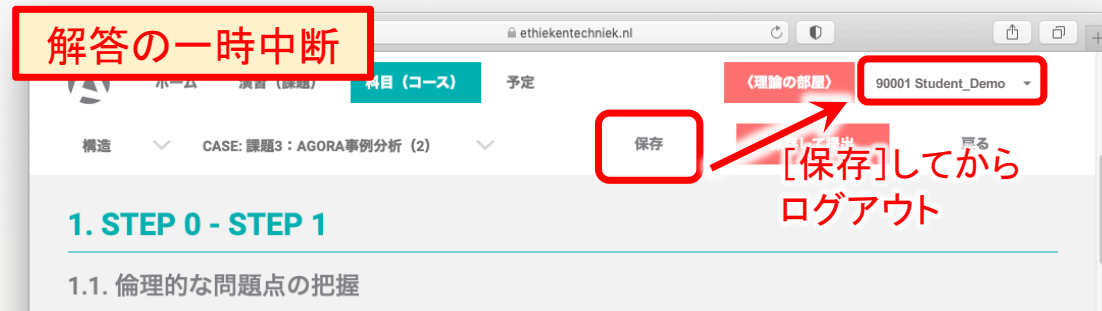 解答の一時中断
ethiekentechniek.nl
ホーム 演習（課題） 科目（コース） 予定 〈理論の部屋〉 90001 Student_Demo
構造 CASE: 課題3：AGORA事例分析（2） 保存 戻る
[保存]してから
ログアウト
1. STEP 0 - STEP 1
1.1. 倫理的な問題点の把握